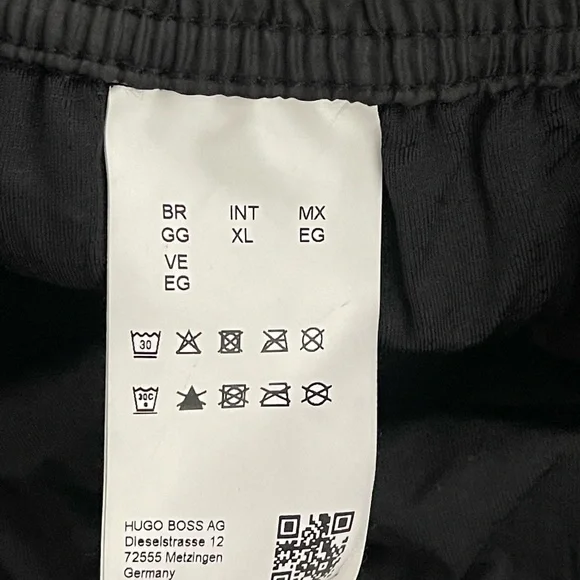 BR INT MX
GG XL EG
VE
EG
30
30C
HUGO BOSS AG
Dieselstrasse 12
72555 Metzingen
Germany